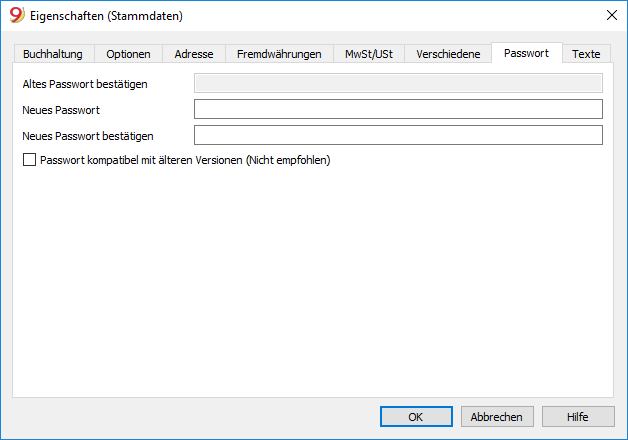 9 Eigenschaften (Stammdaten)
Buchhaltung Optionen Adresse Fremdwährungen MwSt/USt Verschiedene Passwort Texte
Altes Passwort bestätigen
Neues Passwort
Neues Passwort bestätigen
Passwort kompatibel mit älteren Versionen (Nicht empfohlen)
OK Abbrechen Hilfe